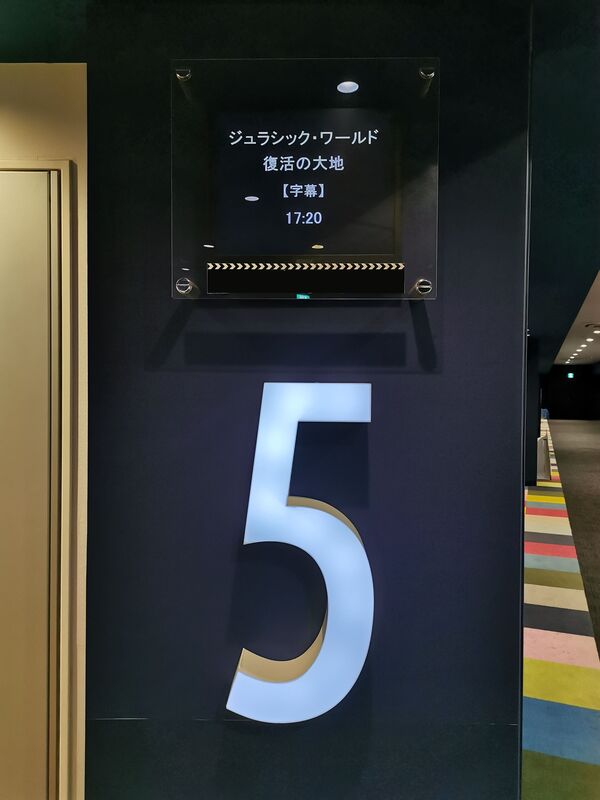 ジュラシック・ワールド
復活の大地
【字幕】
17:20
5